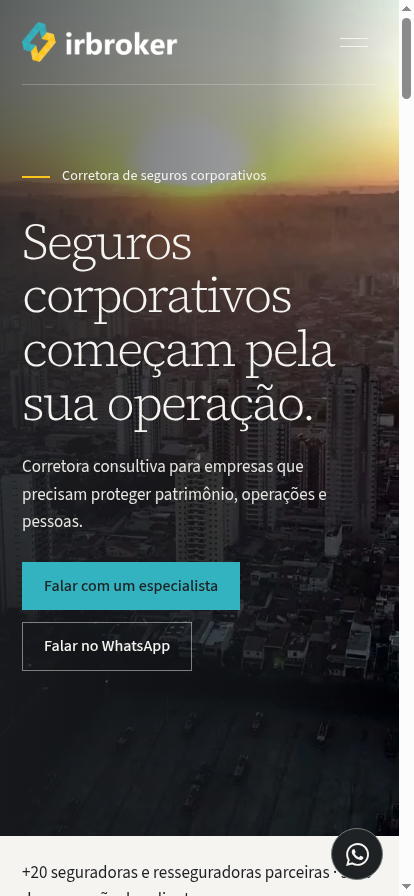 irbroker
Corretora de seguros corporativos
Seguros
corporativos
começam pela
sua operação.
Corretora consultiva para empresas que
precisam proteger patrimônio, operações e
pessoas.
Falar com um especialista
Falar no WhatsApp
+20 seguradoras e resseguradoras parceiras ·